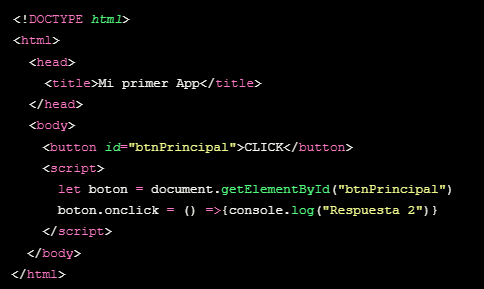 <!DOCTYPE html>
<html>
<head>
<title>Mi primer App</title>
</head>
<body>
<button id="btnPrincipal">CLICK</button>
<script>
let boton = document.getElementById("btnPrincipal")
boton.onclick = () =>{console.log("Respuesta 2")}
</script>
</body>
</html>